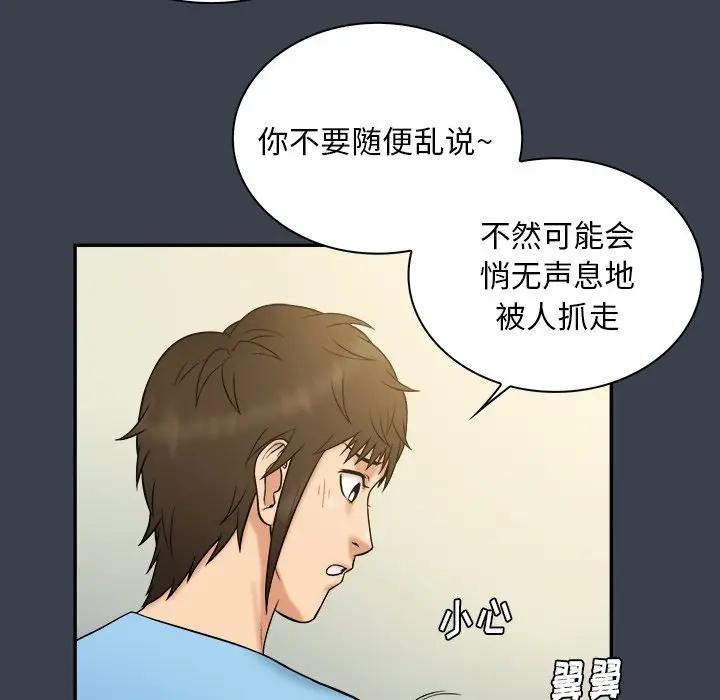 你不要随便乱说~
不然可能会
悄无声息地
被人抓走
小心
翼翼